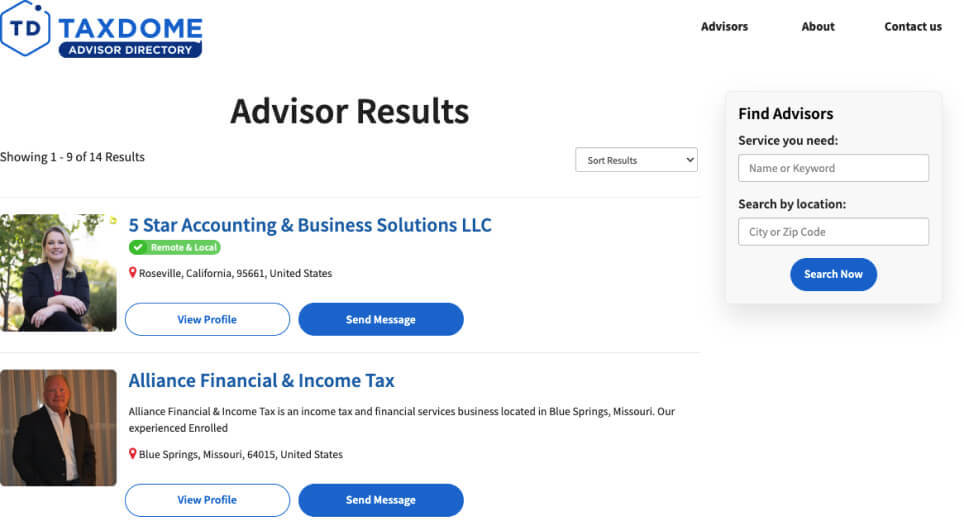 TD TAXDOME
ADVISOR DIRECTORY
Advisors About Contact us
Advisor Results
Showing 1 - 9 of 14 Results
Sort Results
5 Star Accounting & Business Solutions LLC
Remote & Local
Roseville, California, 95661, United States
View Profile Send Message
Alliance Financial & Income Tax
Alliance Financial & Income Tax is an income tax and financial services business located in Blue Springs, Missouri. Our
experienced Enrolled
Blue Springs, Missouri, 64015, United States
View Profile Send Message
Find Advisors
Service you need:
Name or Keyword
Search by location:
City or Zip Code
Search Now